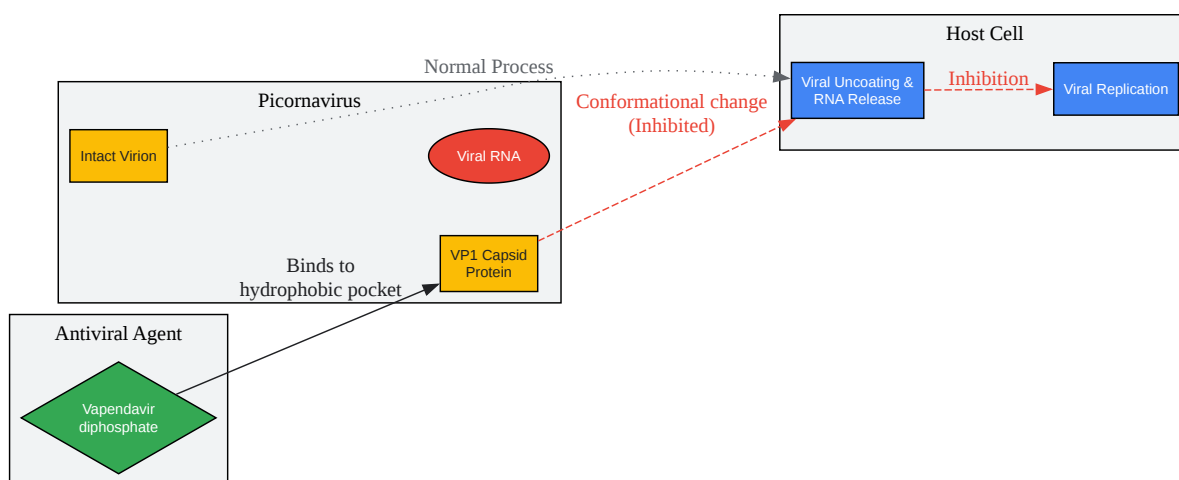 Host Cell
Normal Process
Viral Uncoating &
RNA Release
Inhibition
Viral Replication
Picornavirus
Conformational change
(Inhibited)
Intact Virion
Viral RNA
VP1 Capsid
Protein
Binds to
hydrophobic pocket
Antiviral Agent
Vapendavir
diphosphate